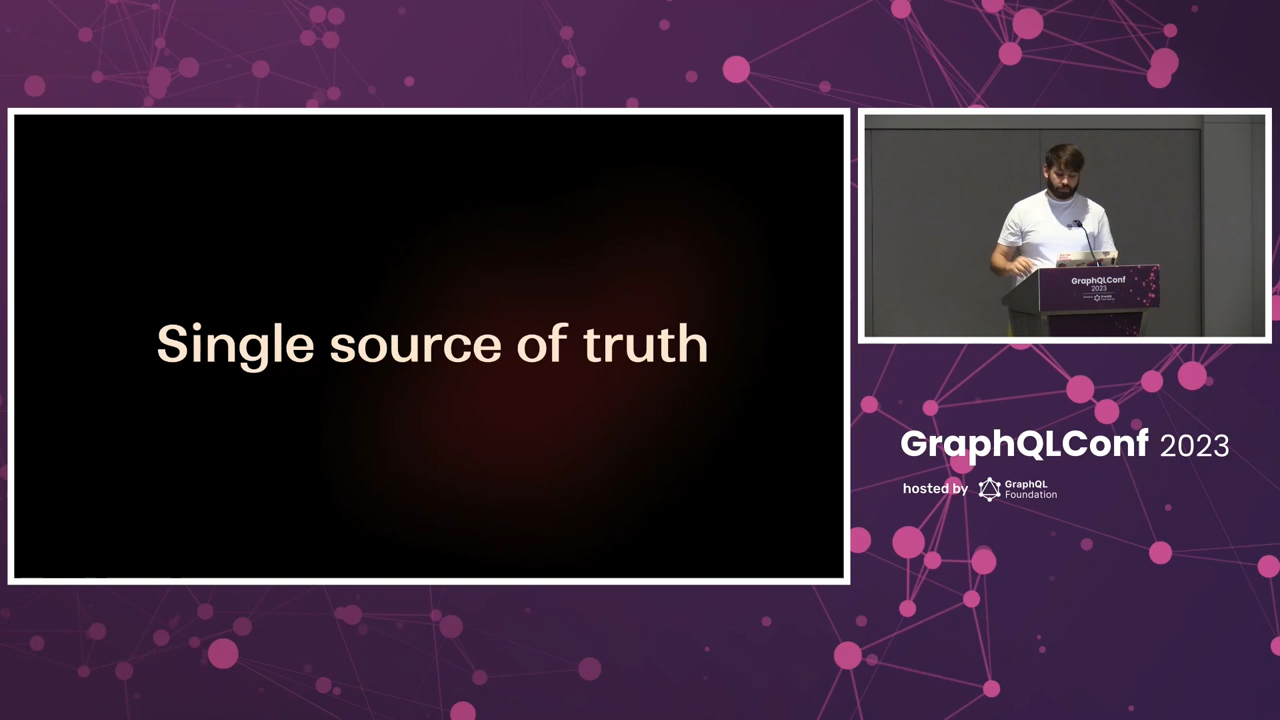 Single source of truth
GraphQLConf
2023
GraphQLConf 2023
hosted by GraphQL Foundation